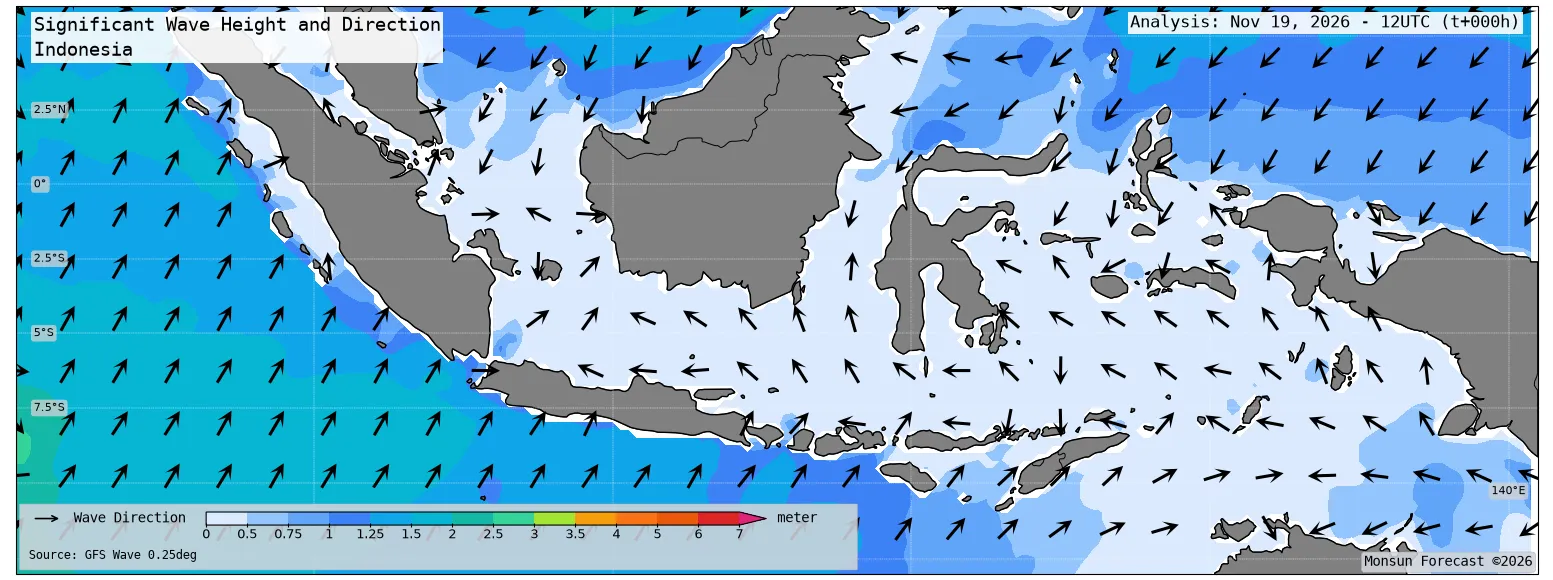 Significant Wave Height and Direction
Indonesia
Analysis: Nov 19, 2026 - 12UTC (t+000h)
2.5°N
0°
2.5°S
5°S
7.5°S
140°E
Wave Direction
meter
0 0.5 0.75 1 1.25 1.5 2 2.5 3 3.5 4 5 6 7
Source: GFS Wave 0.25deg
Monsun Forecast ©2026